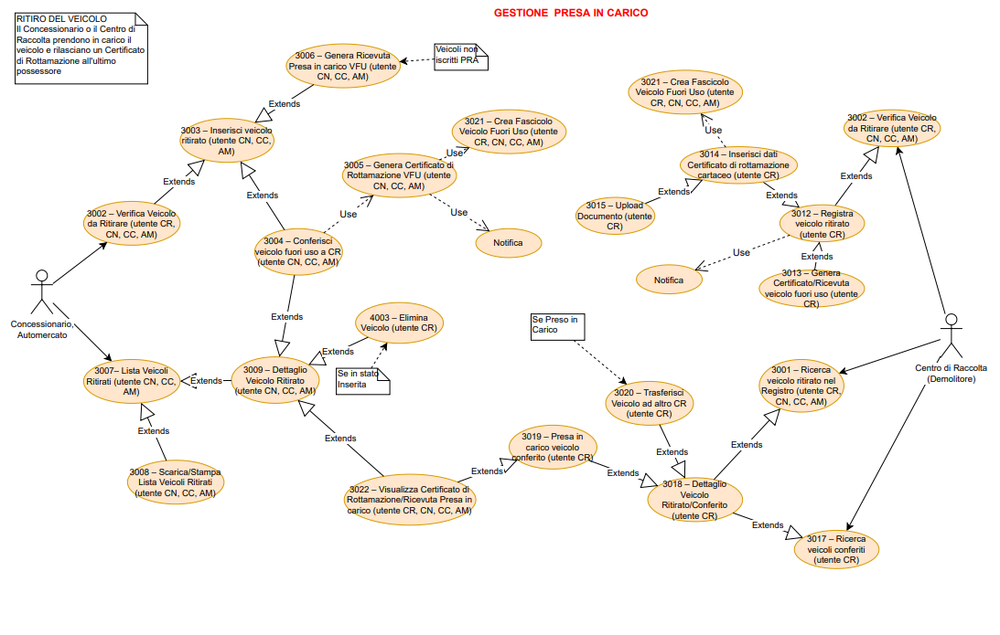 GESTIONE PRESA IN CARICO
RITIRO DEL VEICOLO
Il Concessionario o il Centro di
Raccolta prendono in carico il
veicolo e rilasciano un Certificato
di Rottamazione all'ultimo
possessore
3006 – Genera Ricevuta
Presa in carico VFU (utente
CN, CC, AM)
Veicoli non
iscritti PRA
Extends
3003 – Inserisci veicolo
ritirato (utente CN, CC,
AM)
3021 – Crea Fascicolo
Veicolo Fuori Uso (utente
CR, CN, CC, AM)
Use
3005 – Genera Certificato di
Rottamazione VFU (utente
CN, CC, AM)
Extends
Extends
Use
Use
3002 – Verifica Veicolo
da Ritirare (utente CR,
CN, CC, AM)
3004 – Conferisci
veicolo fuori uso a CR
(utente CN, CC, AM)
Notifica
Concessionario,
Automercato
Extends
4003 – Elimina
Veicolo (utente CR)
Extends
Se in stato
Inserita
3007– Lista Veicoli
Ritirati (utente CN, CC,
AM)
Extends
3009 – Dettaglio
Veicolo Ritirato
(utente CN, CC, AM)
Extends
3008 – Scarica/Stampa
Lista Veicoli Ritirati
(utente CN, CC, AM)
Extends
3022 – Visualizza Certificato di
Rottamazione/Ricevuta Presa in
carico (utente CR, CN, CC, AM)
Extends
3019 – Presa in
carico veicolo
conferito (utente CR)
Extends
3021 – Crea Fascicolo
Veicolo Fuori Uso (utente
CR, CN, CC, AM)
Use
3014 – Inserisci dati
Certificato di rottamazione
cartaceo (utente CR)
3002 – Verifica Veicolo
da Ritirare (utente CR,
CN, CC, AM)
Extends
Extends
Extends
3015 – Upload
Documento (utente
CR)
3012 – Registra
veicolo ritirato
(utente CR)
Use
Extends
Notifica
3013 – Genera
Certificato/Ricevuta
veicolo fuori uso (utente
CR)
Se Preso in
Carico
Centro di Raccolta
(Demolitore)
3020 – Trasferisci
Veicolo ad altro CR
(utente CR)
3001 – Ricerca
veicolo ritirato nel
Registro (utente CR,
CN, CC, AM)
Extends
Extends
3018 – Dettaglio
Veicolo
Ritirato/Conferito
(utente CR)
Extends
3017 – Ricerca
veicoli conferiti
(utente CR)